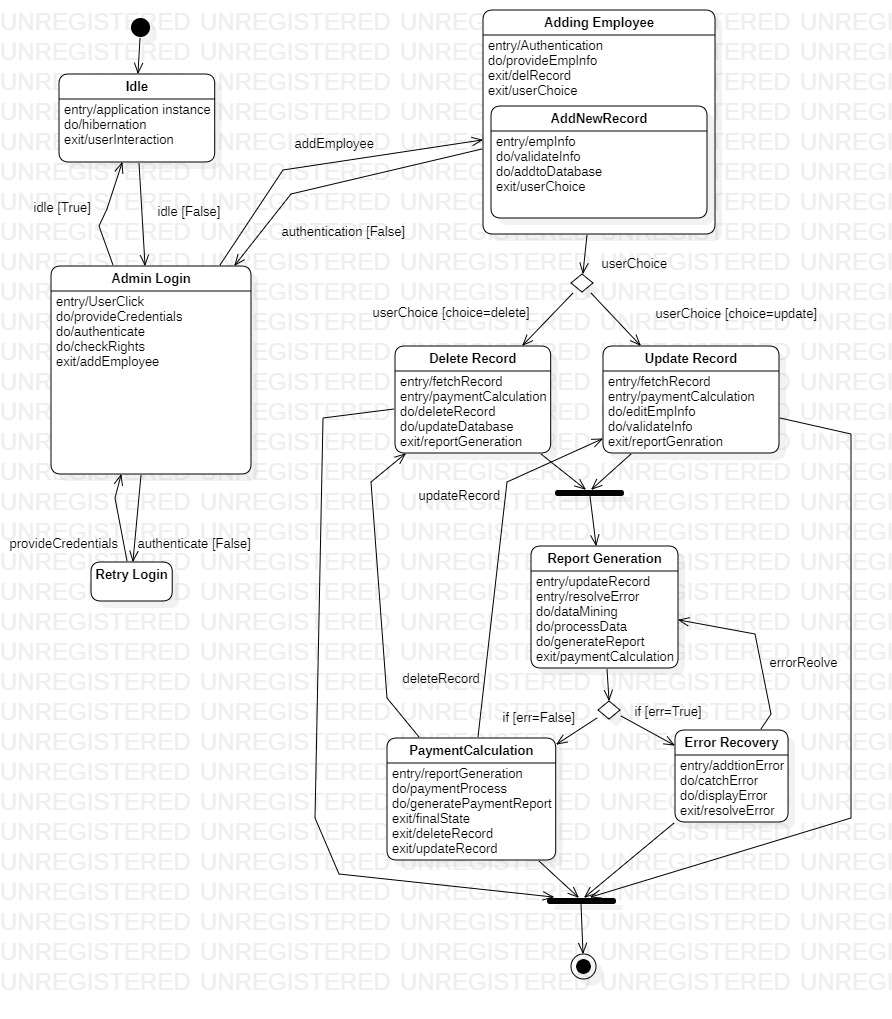 Idle
entry/application instance
do/hibernation
exit/userInteraction
idle [True]
idle [False]
Admin Login
entry/UserClick
do/provideCredentials
do/authenticate
do/checkRights
exit/addEmployee
provideCredentials
authenticate [False]
Retry Login
addEmployee
authentication [False]
Adding Employee
entry/Authentication
do/provideEmpInfo
exit/delRecord
exit/userChoice
AddNewRecord
entry/empInfo
do/validateInfo
do/addtoDatabase
exit/userChoice
userChoice
userChoice [choice=delete]
userChoice [choice=update]
Delete Record
entry/fetchRecord
entry/paymentCalculation
do/deleteRecord
do/updateDatabase
exit/reportGeneration
Update Record
entry/fetchRecord
entry/paymentCalculation
do/editEmpInfo
do/validateInfo
exit/reportGenration
updateRecord
Report Generation
entry/updateRecord
entry/resolveError
do/dataMining
do/processData
do/generateReport
exit/paymentCalculation
errorReolve
deleteRecord
if [err=False]
if [err=True]
PaymentCalculation
entry/reportGeneration
do/paymentProcess
do/generatePaymentReport
exit/finalState
exit/deleteRecord
exit/updateRecord
Error Recovery
entry/addtionError
do/catchError
do/displayError
exit/resolveError
UNREGISTERED UNREGISTERED UNREGISTERED UNREGISTERED